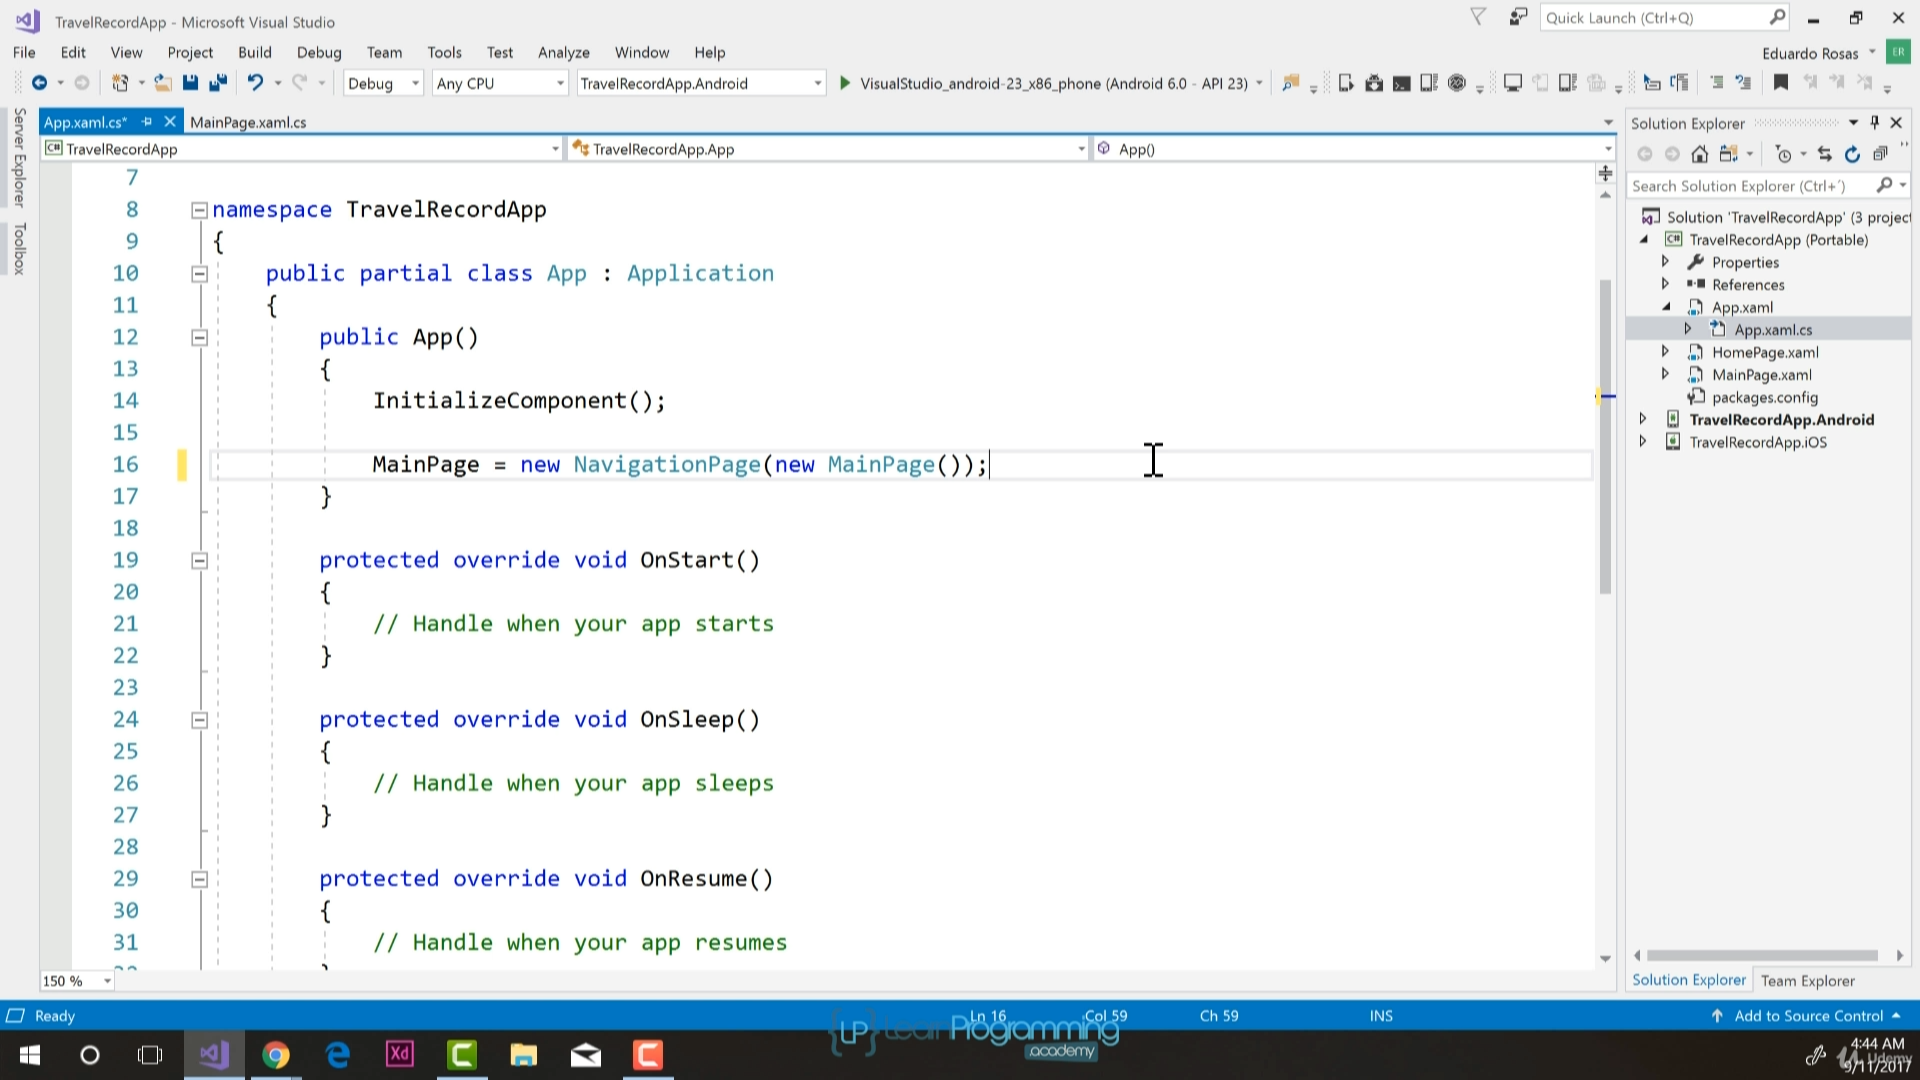 TravelRecordApp - Microsoft Visual Studio
Quick Launch (Ctrl+Q)
File Edit View Project Build Debug Team Tools Test Analyze Window Help
Eduardo Rosas ER
Debug Any CPU TravelRecordApp.Android VisualStudio_android-23_x86_phone (Android 6.0 - API 23)
Server Explorer
Toolbox
App.xaml.cs* MainPage.xaml.cs
TravelRecordApp TravelRecordApp.App App()
7
8 namespace TravelRecordApp
9 {
10 public partial class App : Application
11 {
12 public App()
13 {
14 InitializeComponent();
15
16 MainPage = new NavigationPage(new MainPage());
17 }
18
19 protected override void OnStart()
20 {
21 // Handle when your app starts
22 }
23
24 protected override void OnSleep()
25 {
26 // Handle when your app sleeps
27 }
28
29 protected override void OnResume()
30 {
31 // Handle when your app resumes
150 %
Solution Explorer
Search Solution Explorer (Ctrl+´)
Solution 'TravelRecordApp' (3 project
C# TravelRecordApp (Portable)
Properties
References
App.xaml
App.xaml.cs
HomePage.xaml
MainPage.xaml
packages.config
TravelRecordApp.Android
TravelRecordApp.iOS
Solution Explorer Team Explorer
Ready Ln 16 Col 59 Ch 59 INS Add to Source Control
{LP} Learn Programming
.academy
Xd
4:44 AM
9/11/2017
Udemy